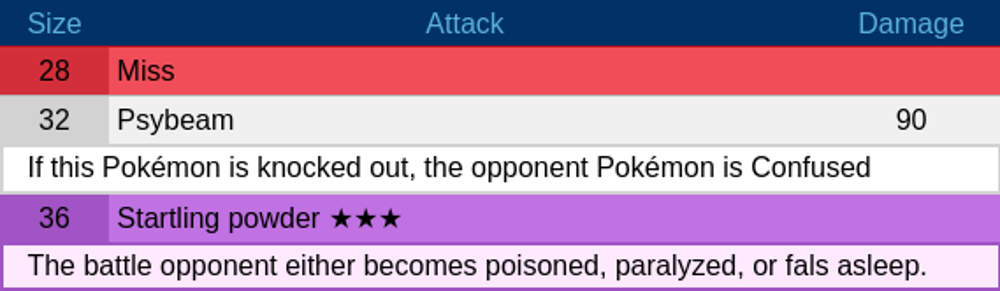 Size Attack Damage
28 Miss
32 Psybeam 90
If this Pokémon is knocked out, the opponent Pokémon is Confused
36 Startling powder ★★★
The battle opponent either becomes poisoned, paralyzed, or fals asleep.